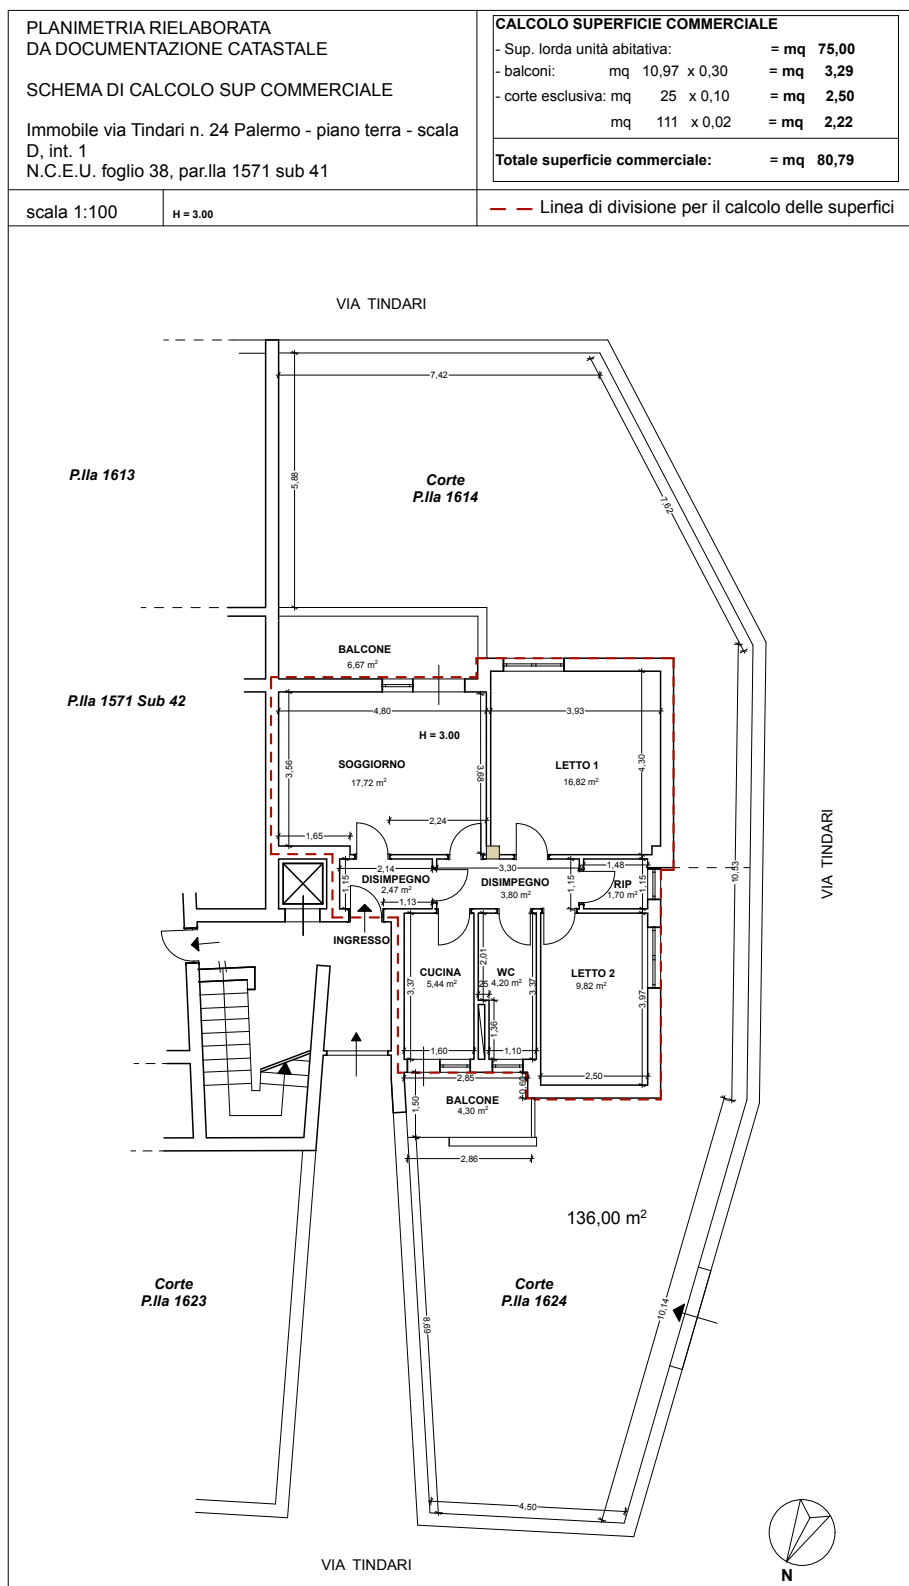 PLANIMETRIA RIELABORATA
DA DOCUMENTAZIONE CATASTALE
SCHEMA DI CALCOLO SUP COMMERCIALE
Immobile via Tindari n. 24 Palermo - piano terra - scala
D, int. 1
N.C.E.U. foglio 38, par.lla 1571 sub 41
CALCOLO SUPERFICIE COMMERCIALE
- Sup. lorda unità abitativa: = mq 75,00
- balconi: mq 10,97 x 0,30 = mq 3,29
- corte esclusiva: mq 25 x 0,10 = mq 2,50
mq 111 x 0,02 = mq 2,22
Totale superficie commerciale: = mq 80,79
scala 1:100
H = 3.00
Linea di divisione per il calcolo delle superfici
VIA TINDARI
7,42
P.lla 1613
5,88
Corte
P.lla 1614
7,62
BALCONE
6,67 m²
P.lla 1571 Sub 42
4,80
3,93
H = 3.00
3,56
SOGGIORNO
17,72 m²
3,68
LETTO 1
16,82 m²
4,30
2,24
1,65
VIA TINDARI
10,53
2,14
3,30
1,48
1,15
DISIMPEGNO
2,47 m²
DISIMPEGNO
3,80 m²
1,15
RIP
1,70 m²
1,15
1,13
INGRESSO
2,01
3,37
CUCINA
5,44 m²
25
WC
4,20 m²
3,37
LETTO 2
9,82 m²
3,97
1,36
1,60
1,10
2,50
2,85
0,60
1,50
BALCONE
4,30 m²
2,86
136,00 m²
Corte
P.lla 1623
Corte
P.lla 1624
8,69
10,14
4,50
VIA TINDARI
N